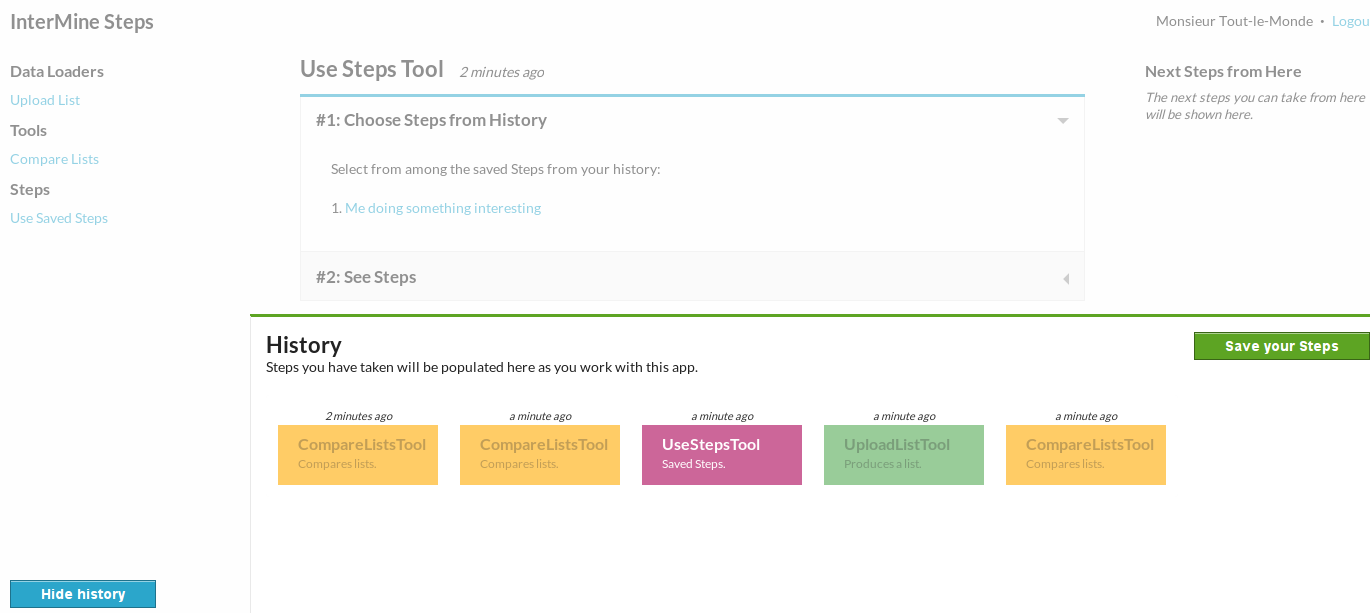 InterMine Steps
Monsieur Tout-le-Monde • Logou
Data Loaders
Upload List
Tools
Compare Lists
Steps
Use Saved Steps
Use Steps Tool 2 minutes ago
#1: Choose Steps from History
Select from among the saved Steps from your history:
1. Me doing something interesting
#2: See Steps
Next Steps from Here
The next steps you can take from here
will be shown here.
History
Save your Steps
Steps you have taken will be populated here as you work with this app.
2 minutes ago
CompareListsTool
Compares lists.
a minute ago
CompareListsTool
Compares lists.
a minute ago
UseStepsTool
Saved Steps.
a minute ago
UploadListTool
Produces a list.
a minute ago
CompareListsTool
Compares lists.
Hide history